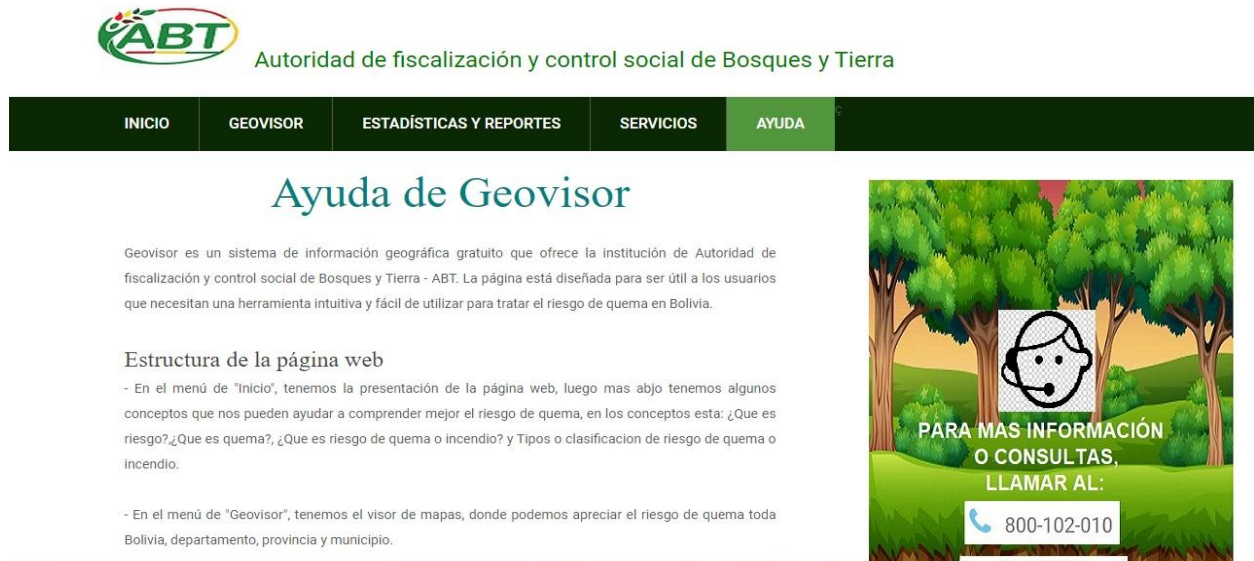 ABT
Autoridad de fiscalización y control social de Bosques y Tierra
INICIO GEOVISOR ESTADÍSTICAS Y REPORTES SERVICIOS AYUDA
Ayuda de Geovisor
Geovisor es un sistema de información geográfica gratuito que ofrece la institución de Autoridad de
fiscalización y control social de Bosques y Tierra - ABT. La página está diseñada para ser útil a los usuarios
que necesitan una herramienta intuitiva y fácil de utilizar para tratar el riesgo de quema en Bolivia.
Estructura de la página web
- En el menú de "Inicio", tenemos la presentación de la página web, luego mas abjo tenemos algunos
conceptos que nos pueden ayudar a comprender mejor el riesgo de quema, en los conceptos esta: ¿Que es
riesgo?,¿Que es quema?, ¿Que es riesgo de quema o incendio? y Tipos o clasificacion de riesgo de quema o
incendio.
- En el menú de "Geovisor", tenemos el visor de mapas, donde podemos apreciar el riesgo de quema toda
Bolivia, departamento, provincia y municipio.
PARA MAS INFORMACIÓN
O CONSULTAS,
LLAMAR AL:
800-102-010